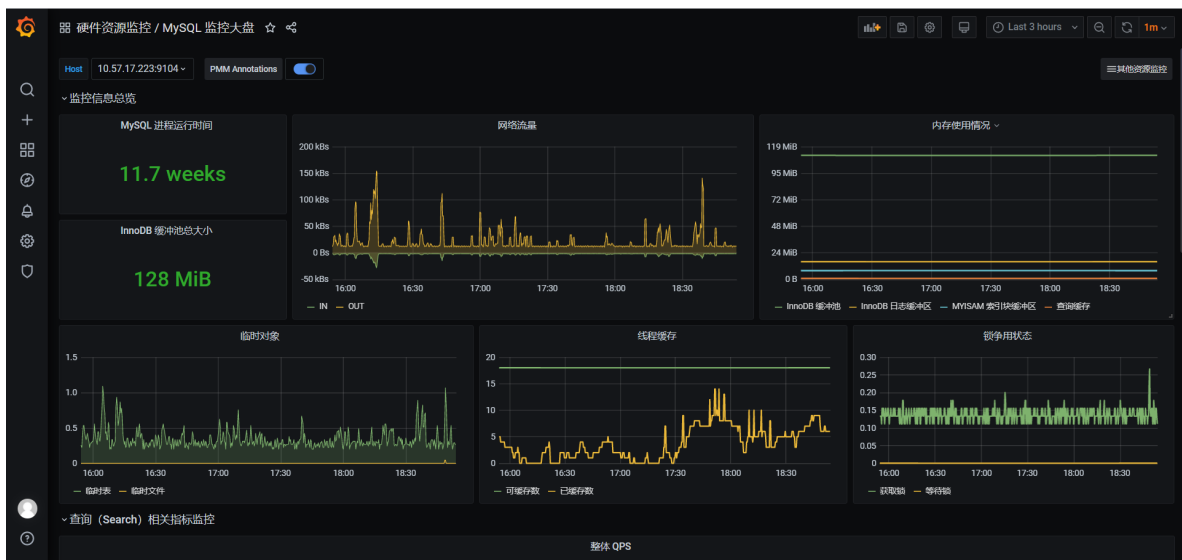 硬件资源监控 / MySQL 监控大盘
Last 3 hours
1m
Host
10.57.17.223:9104
PMM Annotations
其他资源监控
监控信息总览
MySQL 进程运行时间
11.7 weeks
InnoDB 缓冲池总大小
128 MiB
网络流量
200 kBs
150 kBs
100 kBs
50 kBs
0 Bs
-50 kBs
16:00 16:30 17:00 17:30 18:00 18:30
IN OUT
内存使用情况
119 MiB
95 MiB
72 MiB
48 MiB
24 MiB
0 B
16:00 16:30 17:00 17:30 18:00 18:30
InnoDB 缓冲池 InnoDB 日志缓冲区 MYISAM 索引块缓冲区 查询缓存
临时对象
1.5
1.0
0.5
0
16:00 16:30 17:00 17:30 18:00 18:30
临时表 临时文件
线程缓存
20
15
10
5
0
16:00 16:30 17:00 17:30 18:00 18:30
可缓存数 已缓存数
锁争用状态
0.30
0.25
0.20
0.15
0.10
0.05
0
16:00 16:30 17:00 17:30 18:00 18:30
获取锁 等待锁
查询（Search）相关指标监控
整体 QPS